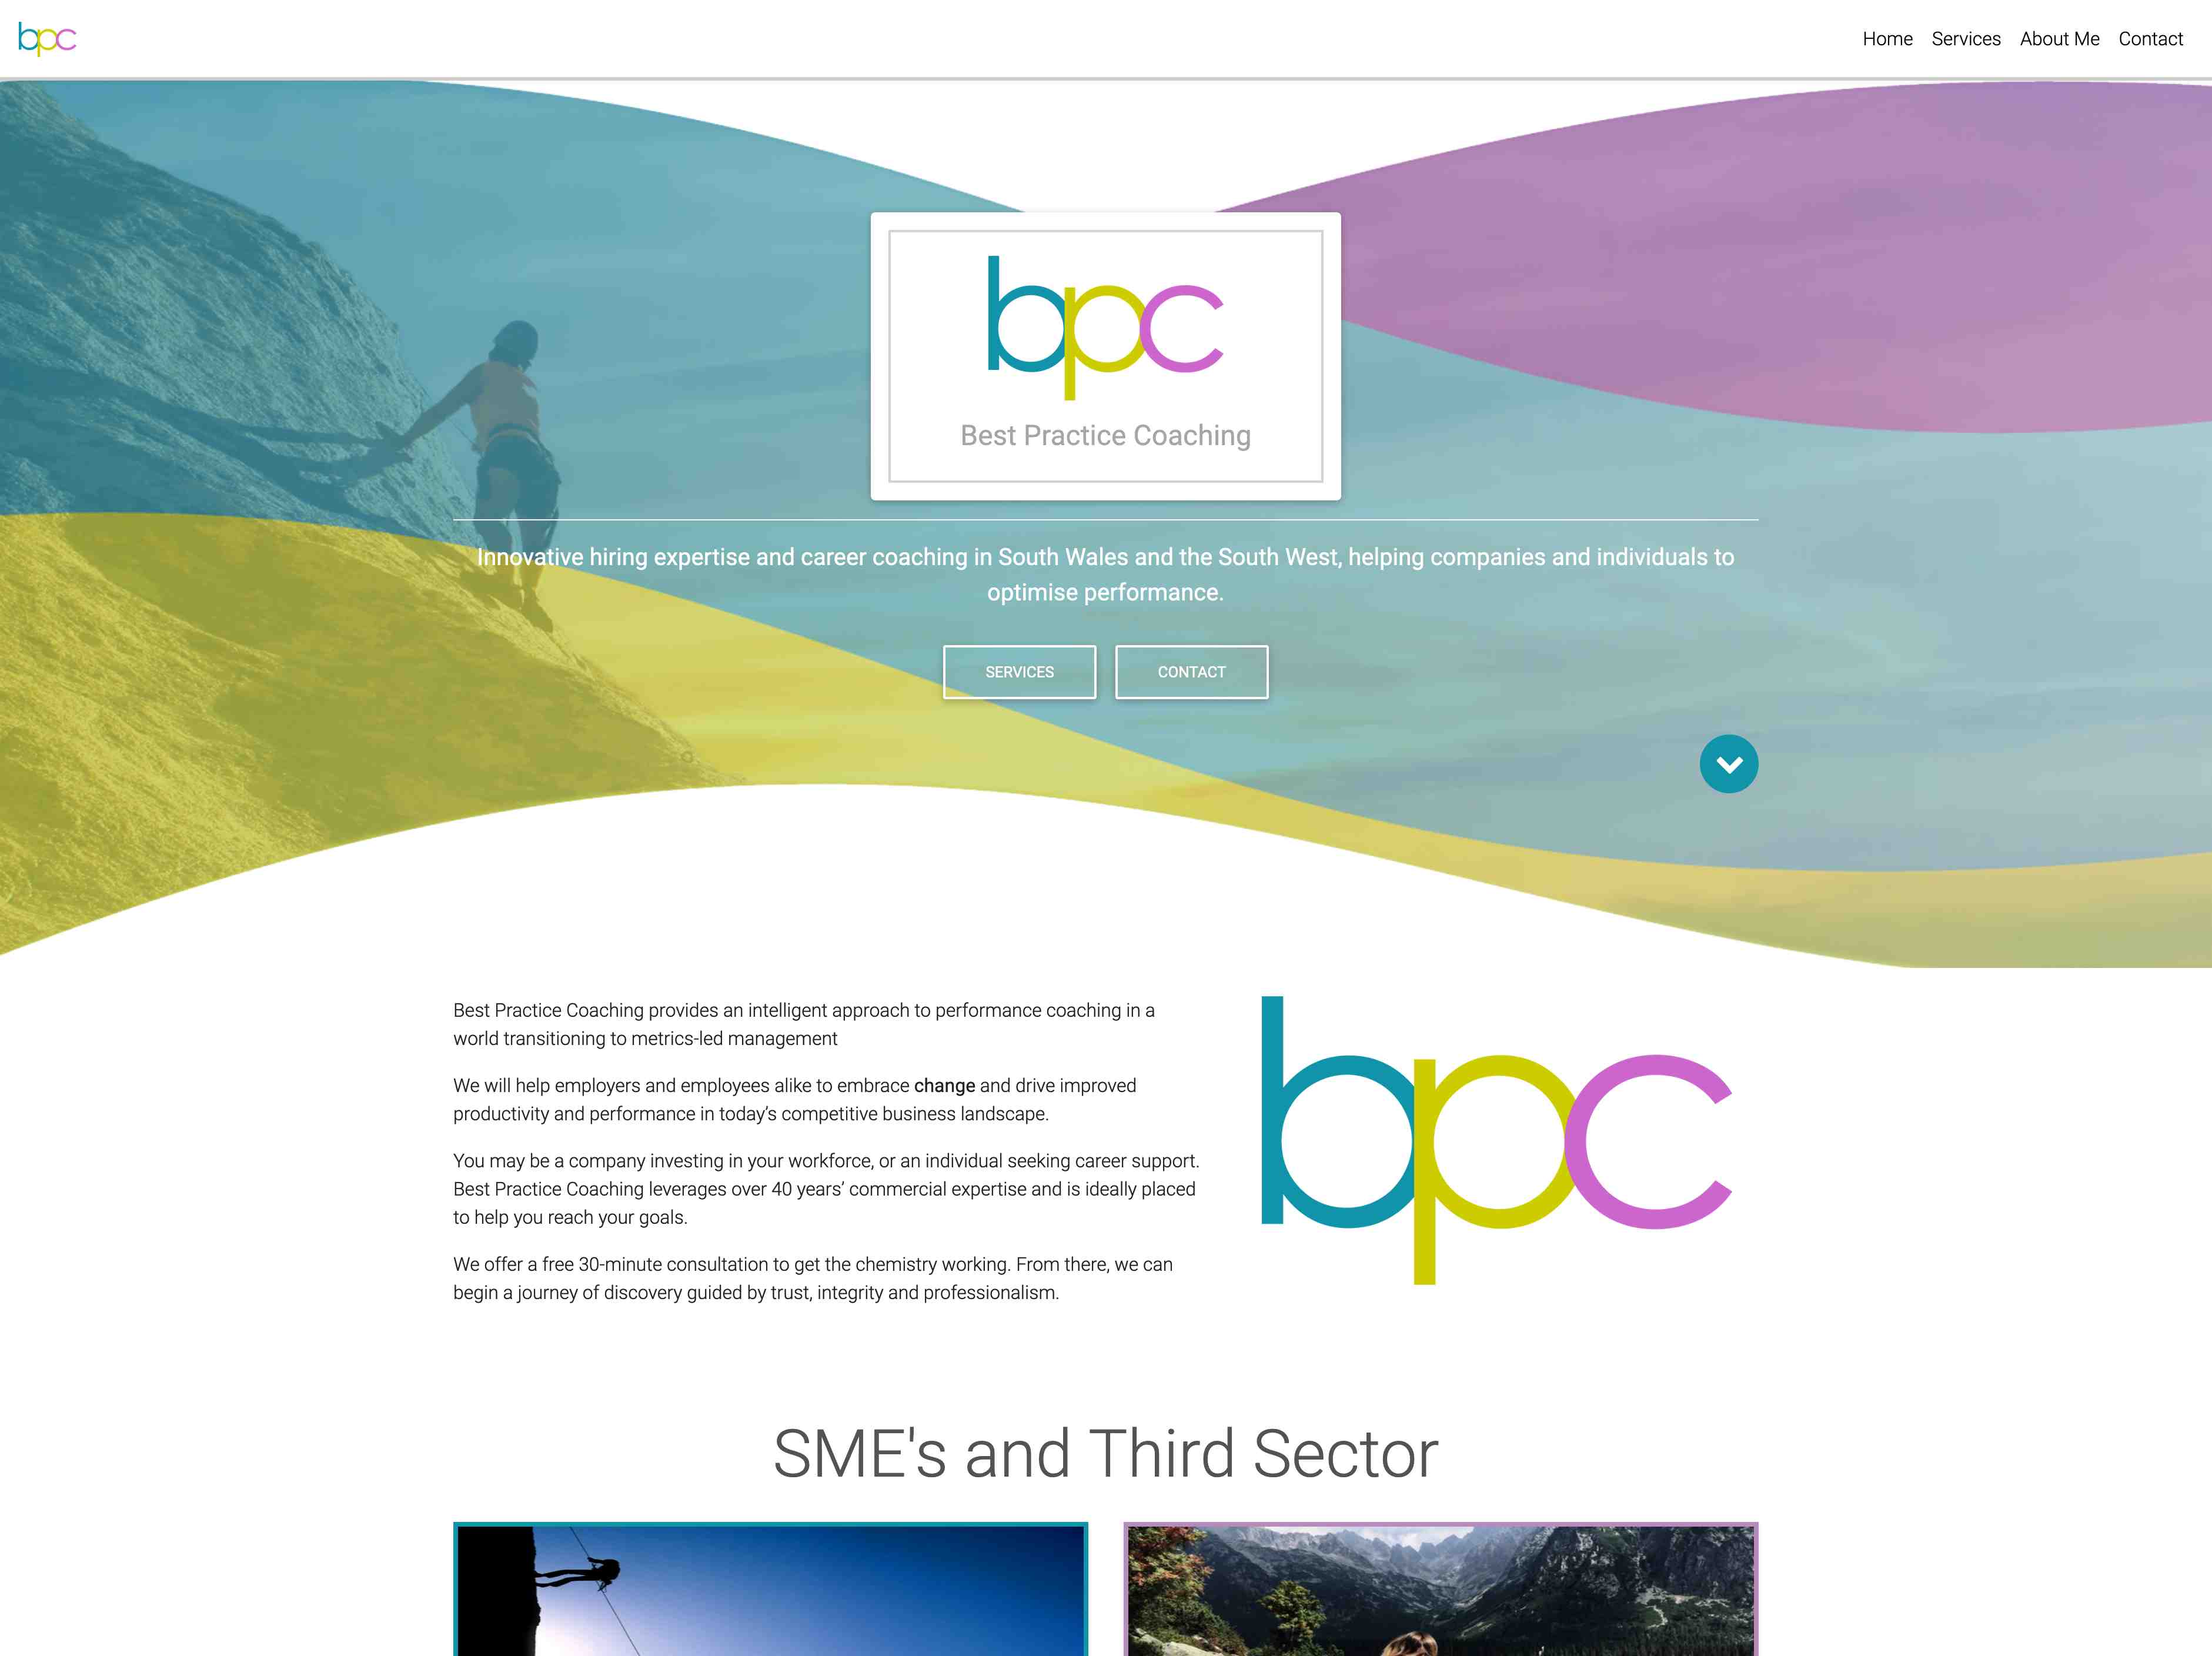 bpc
Home Services About Me Contact
bpc
Best Practice Coaching
Innovative hiring expertise and career coaching in South Wales and the South West, helping companies and individuals to
optimise performance.
SERVICES CONTACT
Best Practice Coaching provides an intelligent approach to performance coaching in a
world transitioning to metrics-led management
We will help employers and employees alike to embrace change and drive improved
productivity and performance in today’s competitive business landscape.
You may be a company investing in your workforce, or an individual seeking career support.
Best Practice Coaching leverages over 40 years’ commercial expertise and is ideally placed
to help you reach your goals.
We offer a free 30-minute consultation to get the chemistry working. From there, we can
begin a journey of discovery guided by trust, integrity and professionalism.
bpc
SME's and Third Sector